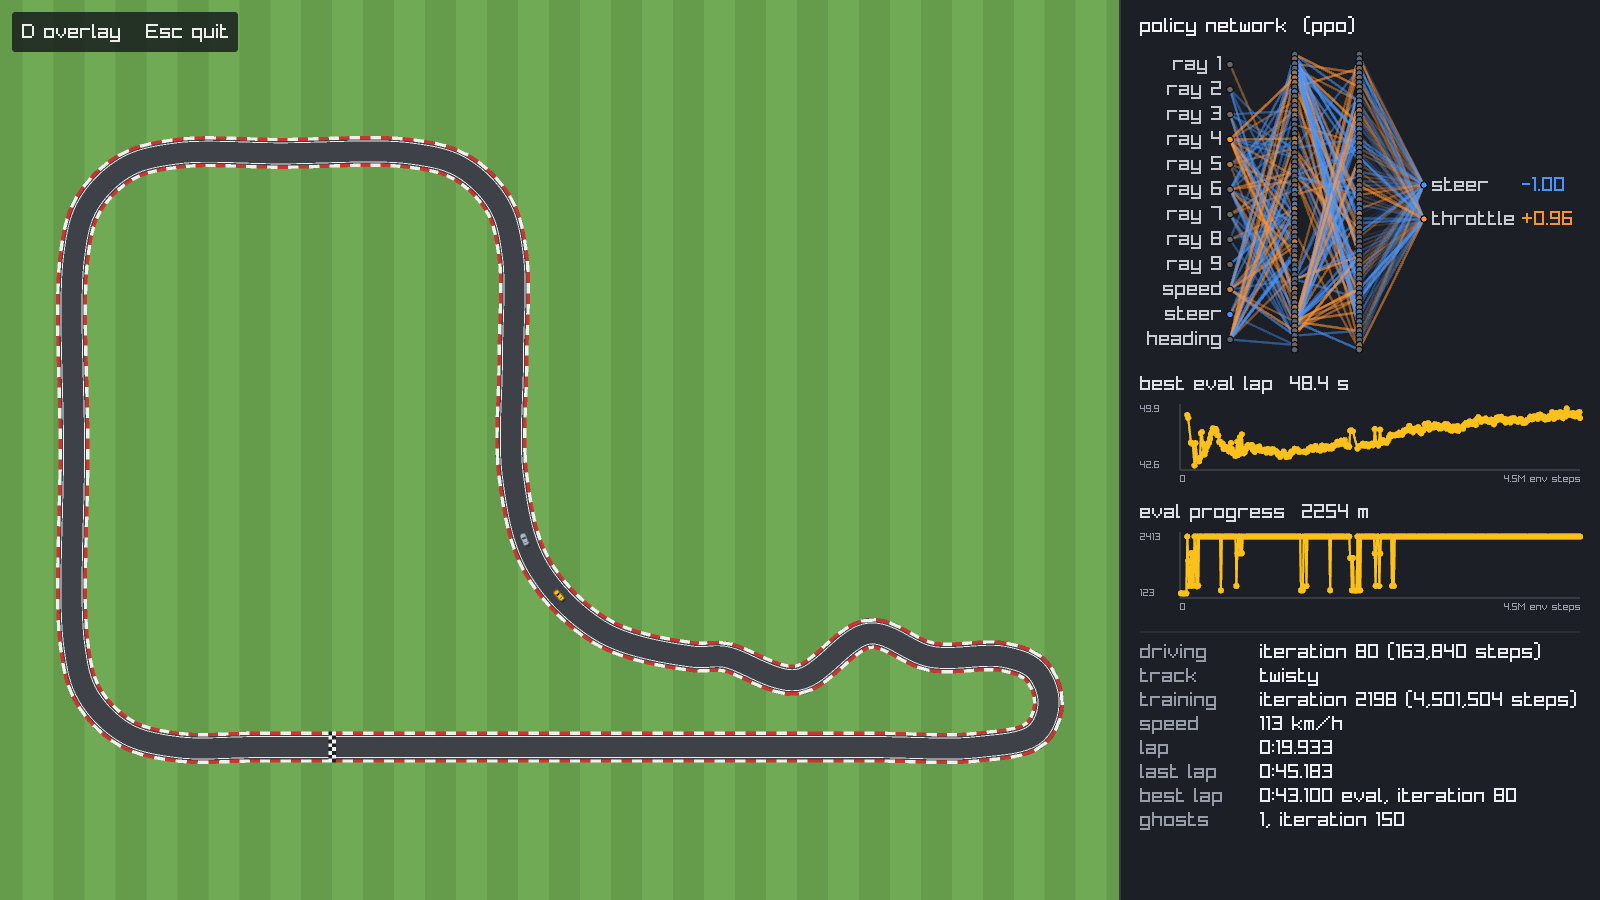 D overlay   Esc quit
policy network  (ppo)
ray 1
ray 2
ray 3
ray 4
ray 5
ray 6
ray 7
ray 8
ray 9
speed
steer
heading
steer -1.00
throttle +0.96
best eval lap  48.4 s
49.9
42.6
0 4.5M env steps
eval progress  2254 m
2413
123
0 4.5M env steps
driving iteration 80 (163,840 steps)
track twisty
training iteration 2198 (4,501,504 steps)
speed 113 km/h
lap 0:19.933
last lap 0:45.183
best lap 0:43.100 eval, iteration 80
ghosts 1, iteration 150